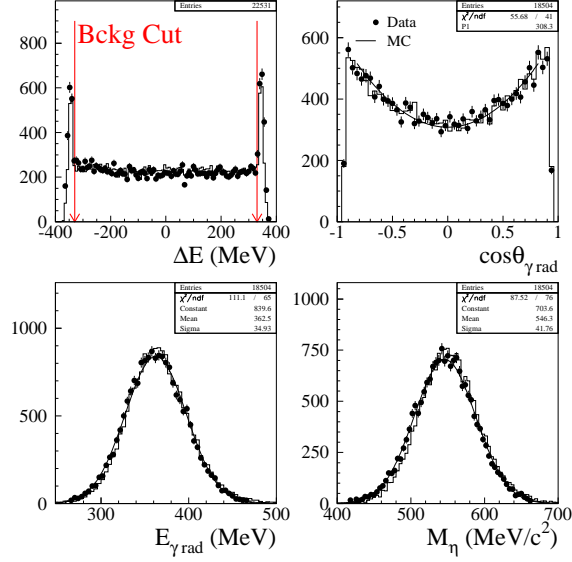 Entries 22531
Bckg Cut
800
600
400
200
0
-400 -200 0 200 400
ΔE (MeV)
Entries 18504
χ²/ndf 55.68 / 41
P1 308.3
Data
MC
800
600
400
200
0
-1 -0.5 0 0.5 1
cosθγ rad
Entries 18504
χ²/ndf 111.1 / 65
Constant 839.6
Mean 362.5
Sigma 34.93
1000
500
0
300 400 500
Eγ rad (MeV)
Entries 18504
χ²/ndf 87.52 / 76
Constant 703.6
Mean 546.3
Sigma 41.76
1000
750
500
250
0
400 500 600 700
Mη (MeV/c²)